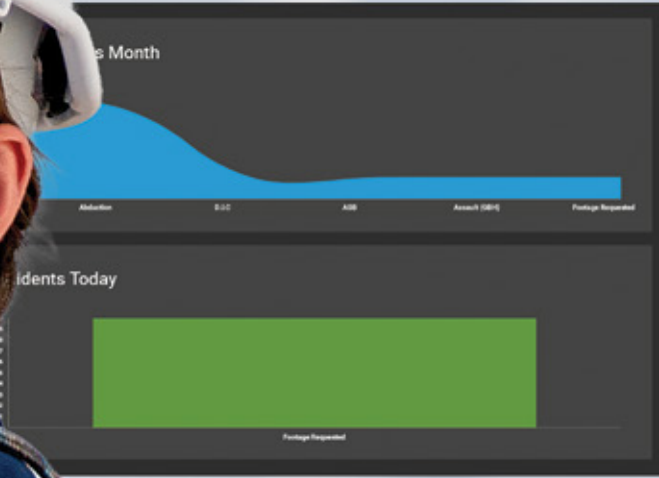 s Month
Abduction D.I.C ASB Assault (GBH) Footage Requested
idents Today
Footage Requested